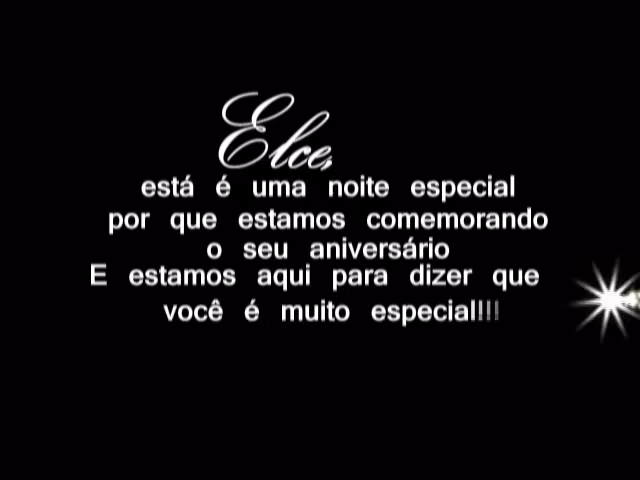 Elce,
está é uma noite especial
por que estamos comemorando
o seu aniversário
E estamos aqui para dizer que
você é muito especial!!!